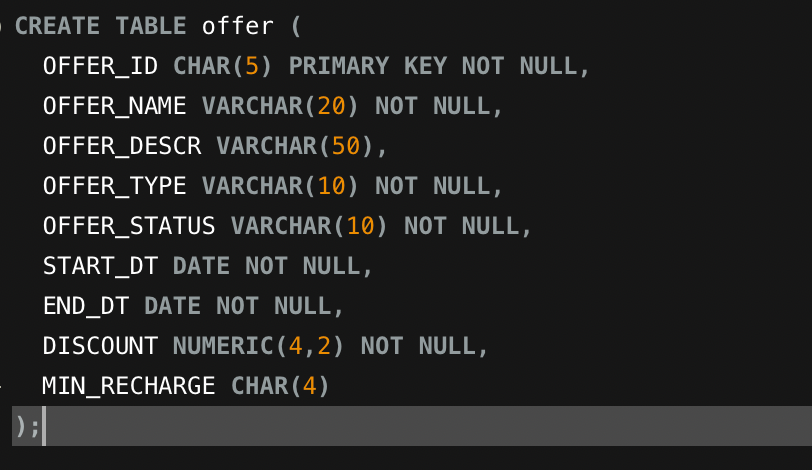 CREATE TABLE offer (
OFFER_ID CHAR(5) PRIMARY KEY NOT NULL,
OFFER_NAME VARCHAR(20) NOT NULL,
OFFER_DESCR VARCHAR(50),
OFFER_TYPE VARCHAR(10) NOT NULL,
OFFER_STATUS VARCHAR(10) NOT NULL,
START_DT DATE NOT NULL,
END_DT DATE NOT NULL,
DISCOUNT NUMERIC(4,2) NOT NULL,
MIN_RECHARGE CHAR(4)
);